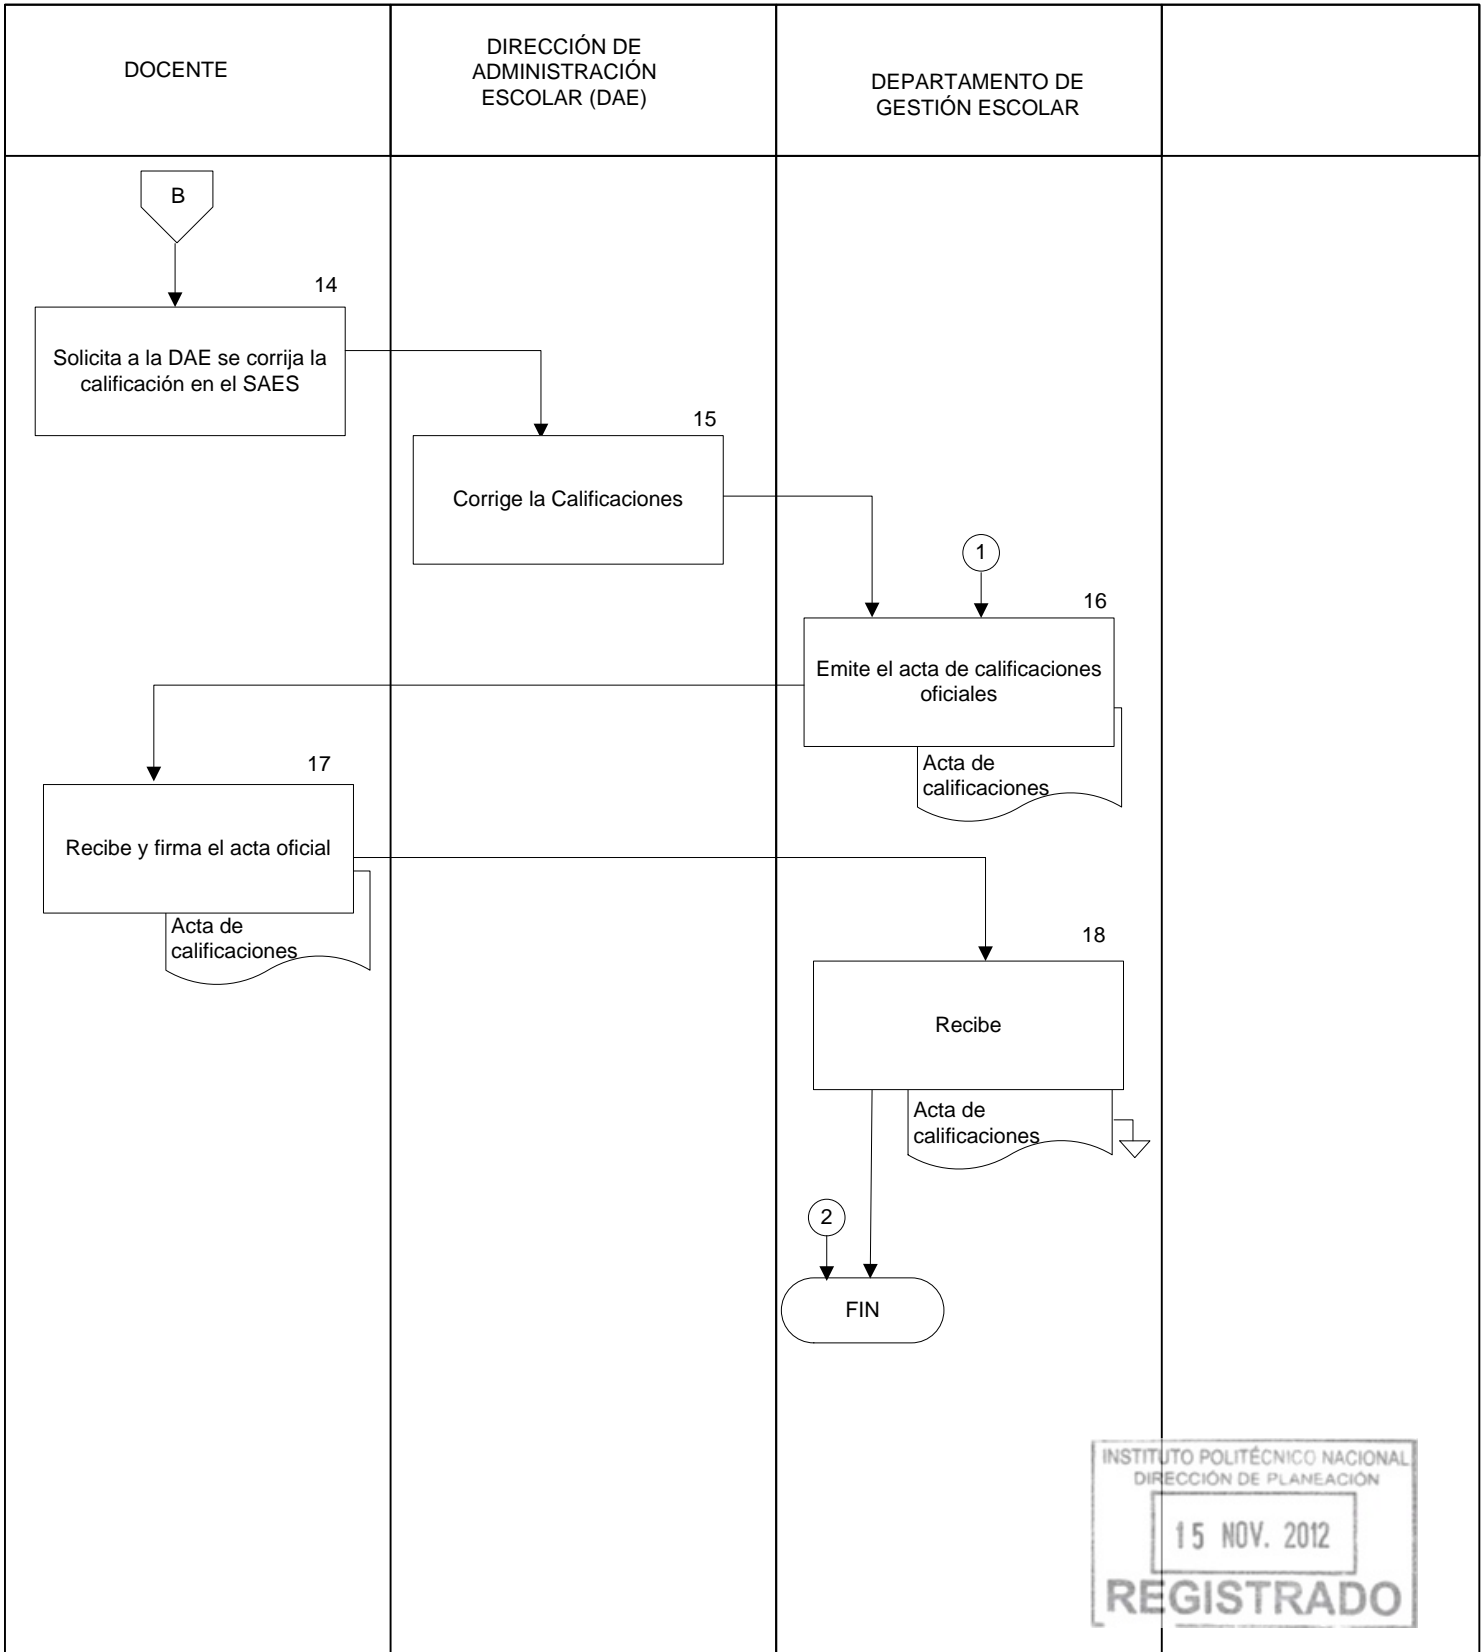 DOCENTE
DIRECCIÓN DE
ADMINISTRACIÓN
ESCOLAR (DAE)
DEPARTAMENTO DE
GESTIÓN ESCOLAR
B
14
Solicita a la DAE se corrija la
calificación en el SAES
15
Corrige la Calificaciones
1
16
Emite el acta de calificaciones
oficiales
Acta de
calificaciones
17
Recibe y firma el acta oficial
Acta de
calificaciones
18
Recibe
Acta de
calificaciones
2
FIN
INSTITUTO POLITÉCNICO NACIONAL
DIRECCIÓN DE PLANEACIÓN
15 NOV. 2012
REGISTRADO